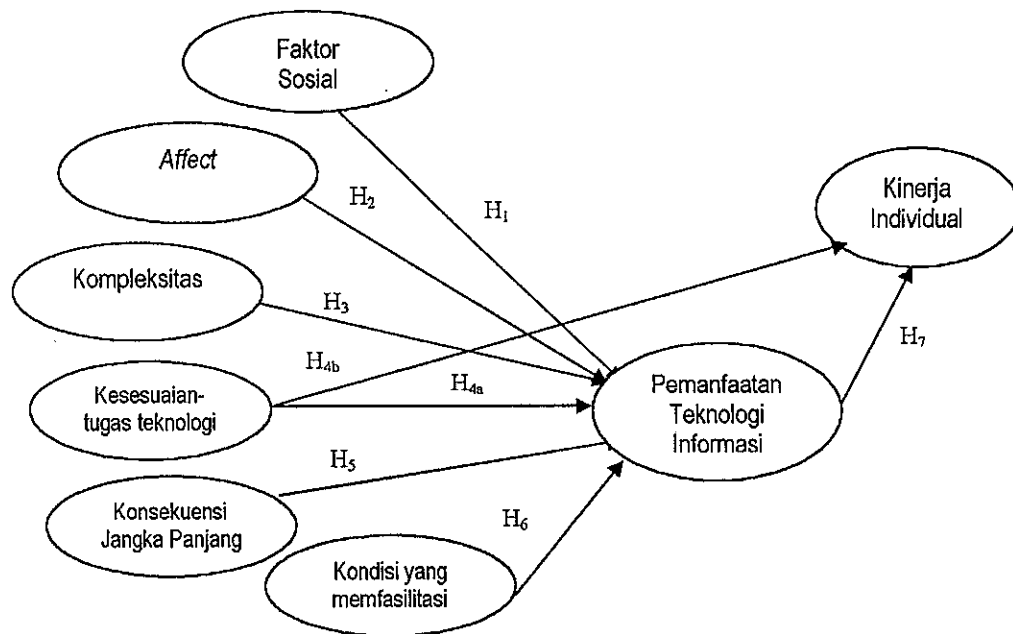 Faktor
Sosial
Affect
H₂
H₁
Kinerja
Individual
Kompleksitas
H₃
H₇
H₄b
H₄a
Kesesuaian-
tugas teknologi
Pemanfaatan
Teknologi
Informasi
H₅
Konsekuensi
Jangka Panjang
H₆
Kondisi yang
memfasilitasi